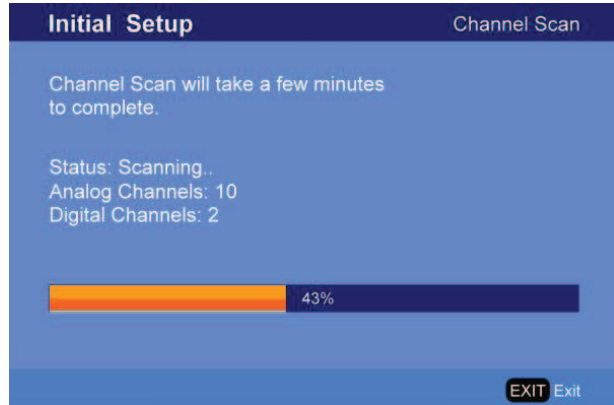 Initial Setup
Channel Scan
Channel Scan will take a few minutes
to complete.
Status: Scanning..
Analog Channels: 10
Digital Channels: 2
43%
EXIT Exit